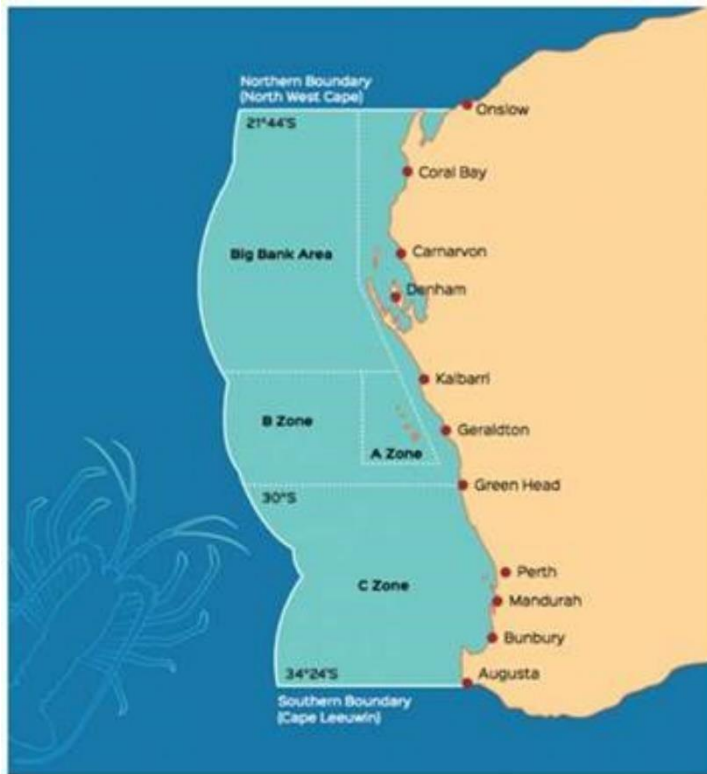 Northern Boundary
(North West Cape)
21°44'S
Onslow
Coral Bay
Big Bank Area
Carnarvon
Denham
Kalbarri
B Zone
Geraldton
A Zone
Green Head
30°S
Perth
C Zone
Mandurah
Bunbury
34°24'S
Augusta
Southern Boundary
(Cape Leeuwin)